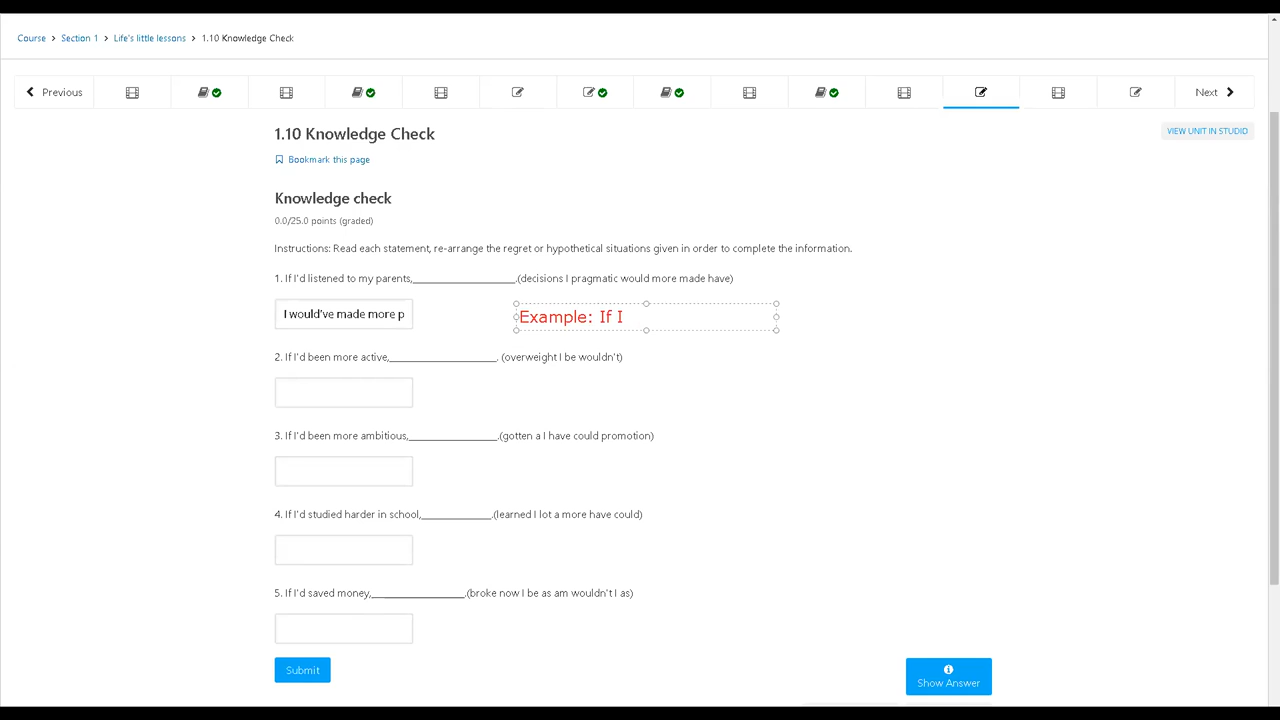 Course > Section 1 > Life's little lessons > 1.10 Knowledge Check
Previous
Next
1.10 Knowledge Check
VIEW UNIT IN STUDIO
Bookmark this page
Knowledge check
0.0/25.0 points (graded)
Instructions: Read each statement, re-arrange the regret or hypothetical situations given in order to complete the information.
1. If I'd listened to my parents,____________________.(decisions I pragmatic would more made have)
I would've made more p
Example: If I
2. If I'd been more active,_____________________. (overweight I be wouldn't)
3. If I'd been more ambitious,_________________.(gotten a I have could promotion)
4. If I'd studied harder in school,______________.(learned I lot a more have could)
5. If I'd saved money,__________________.(broke now I be as am wouldn't I as)
Submit
Show Answer